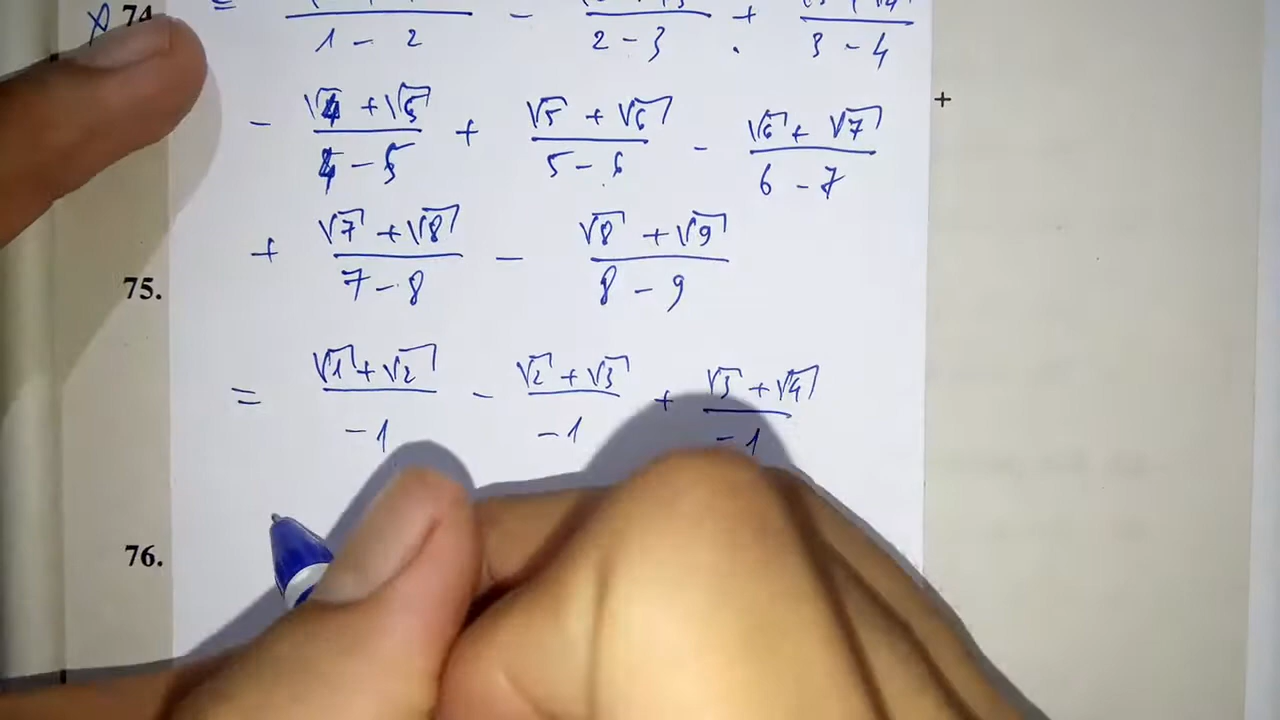 74
= / 1 - 2 - / 2 - 3 + / 3 - 4
- (√4 + √5) / (4 - 5) + (√5 + √6) / (5 - 6) - (√6 + √7) / (6 - 7)
+
+ (√7 + √8) / (7 - 8) - (√8 + √9) / (8 - 9)
75.
= (√1 + √2) / -1 - (√2 + √3) / -1 + (√3 + √4) / -1
76.